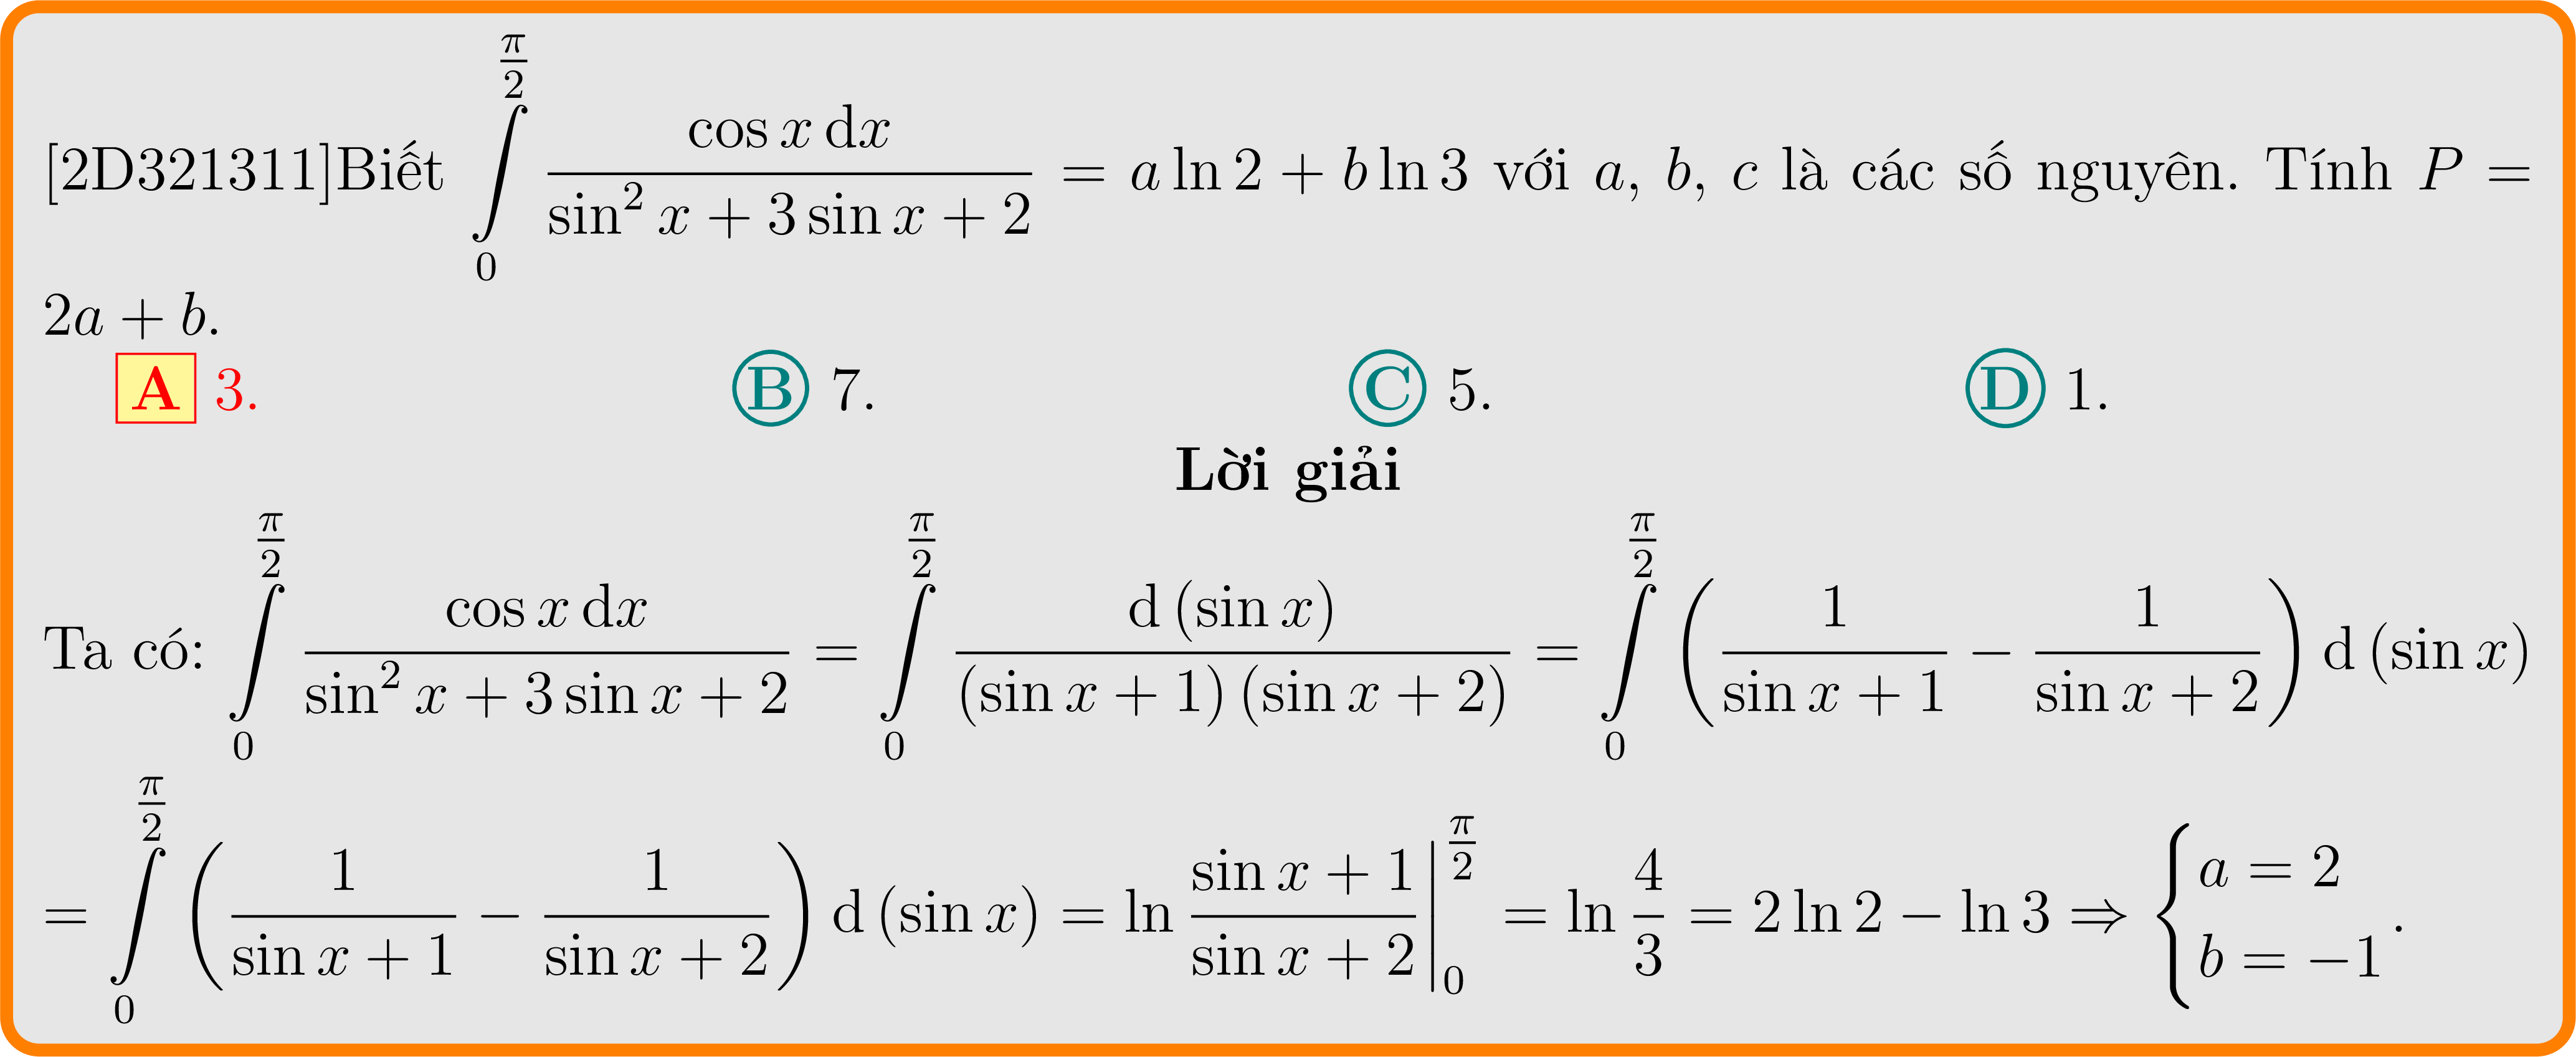 [2D321311]Biết $\int\limits_0^{\frac{\pi}{2}} \frac{\cos x \, \mathrm{d}x}{\sin^2 x + 3\sin x + 2} = a \ln 2 + b \ln 3$ với $a$, $b$, $c$ là các số nguyên. Tính $P =$
$2a + b$.
A 3. B 7. C 5. D 1.
Lời giải
Ta có: $\int\limits_0^{\frac{\pi}{2}} \frac{\cos x \, \mathrm{d}x}{\sin^2 x + 3\sin x + 2} = \int\limits_0^{\frac{\pi}{2}} \frac{\mathrm{d}(\sin x)}{(\sin x + 1)(\sin x + 2)} = \int\limits_0^{\frac{\pi}{2}} \left( \frac{1}{\sin x + 1} - \frac{1}{\sin x + 2} \right) \mathrm{d}(\sin x)$
$= \int\limits_0^{\frac{\pi}{2}} \left( \frac{1}{\sin x + 1} - \frac{1}{\sin x + 2} \right) \mathrm{d}(\sin x) = \ln \frac{\sin x + 1}{\sin x + 2} \Big|_0^{\frac{\pi}{2}} = \ln \frac{4}{3} = 2 \ln 2 - \ln 3 \Rightarrow \begin{cases} a = 2 \\ b = -1 \end{cases}.$